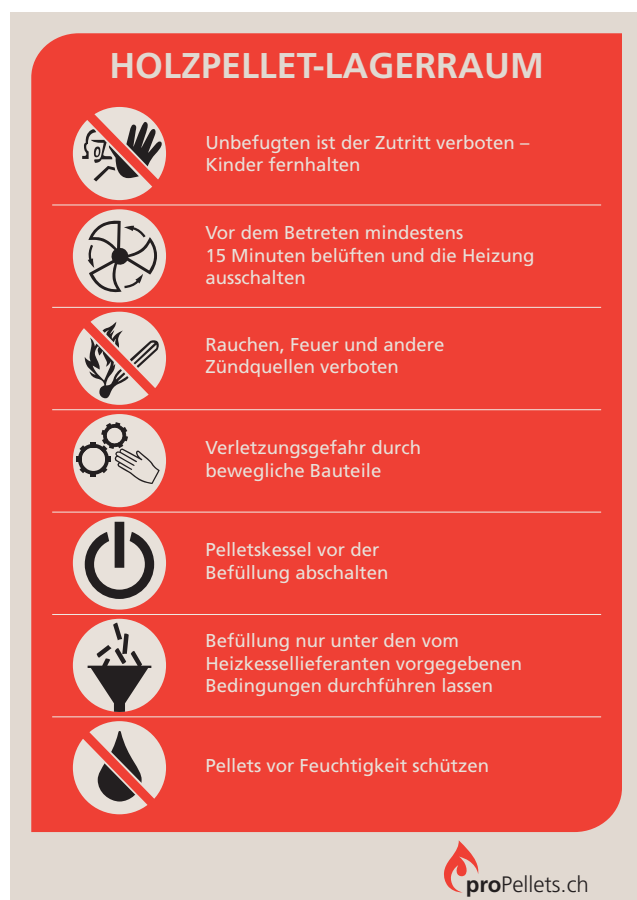 HOLZPELLET-LAGERRAUM
Unbefugten ist der Zutritt verboten –
Kinder fernhalten
Vor dem Betreten mindestens
15 Minuten belüften und die Heizung
ausschalten
Rauchen, Feuer und andere
Zündquellen verboten
Verletzungsgefahr durch
bewegliche Bauteile
Pelletskessel vor der
Befüllung abschalten
Befüllung nur unter den vom
Heizkessellieferanten vorgegebenen
Bedingungen durchführen lassen
Pellets vor Feuchtigkeit schützen
proPellets.ch